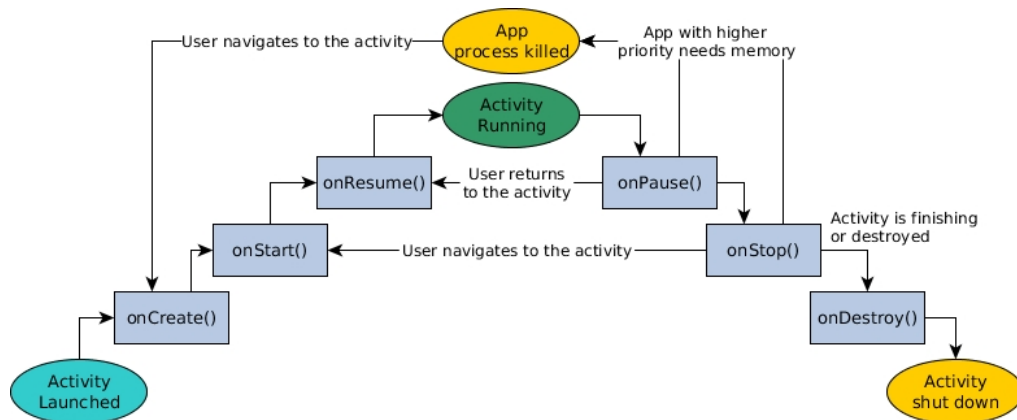 App
process killed
User navigates to the activity
App with higher
priority needs memory
Activity
Running
onResume()
User returns
to the activity
onPause()
onStart()
User navigates to the activity
onStop()
Activity is finishing
or destroyed
onCreate()
onDestroy()
Activity
Launched
Activity
shut down